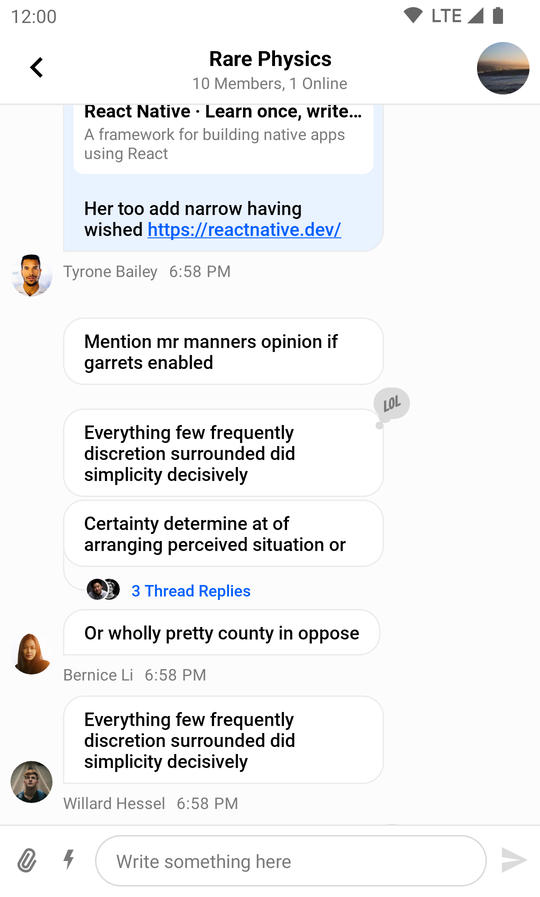 12:00
LTE
Rare Physics
10 Members, 1 Online
React Native · Learn once, write...
A framework for building native apps
using React
Her too add narrow having
wished https://reactnative.dev/
Tyrone Bailey 6:58 PM
Mention mr manners opinion if
garrets enabled
LOL
Everything few frequently
discretion surrounded did
simplicity decisively
Certainty determine at of
arranging perceived situation or
3 Thread Replies
Or wholly pretty county in oppose
Bernice Li 6:58 PM
Everything few frequently
discretion surrounded did
simplicity decisively
Willard Hessel 6:58 PM
Write something here